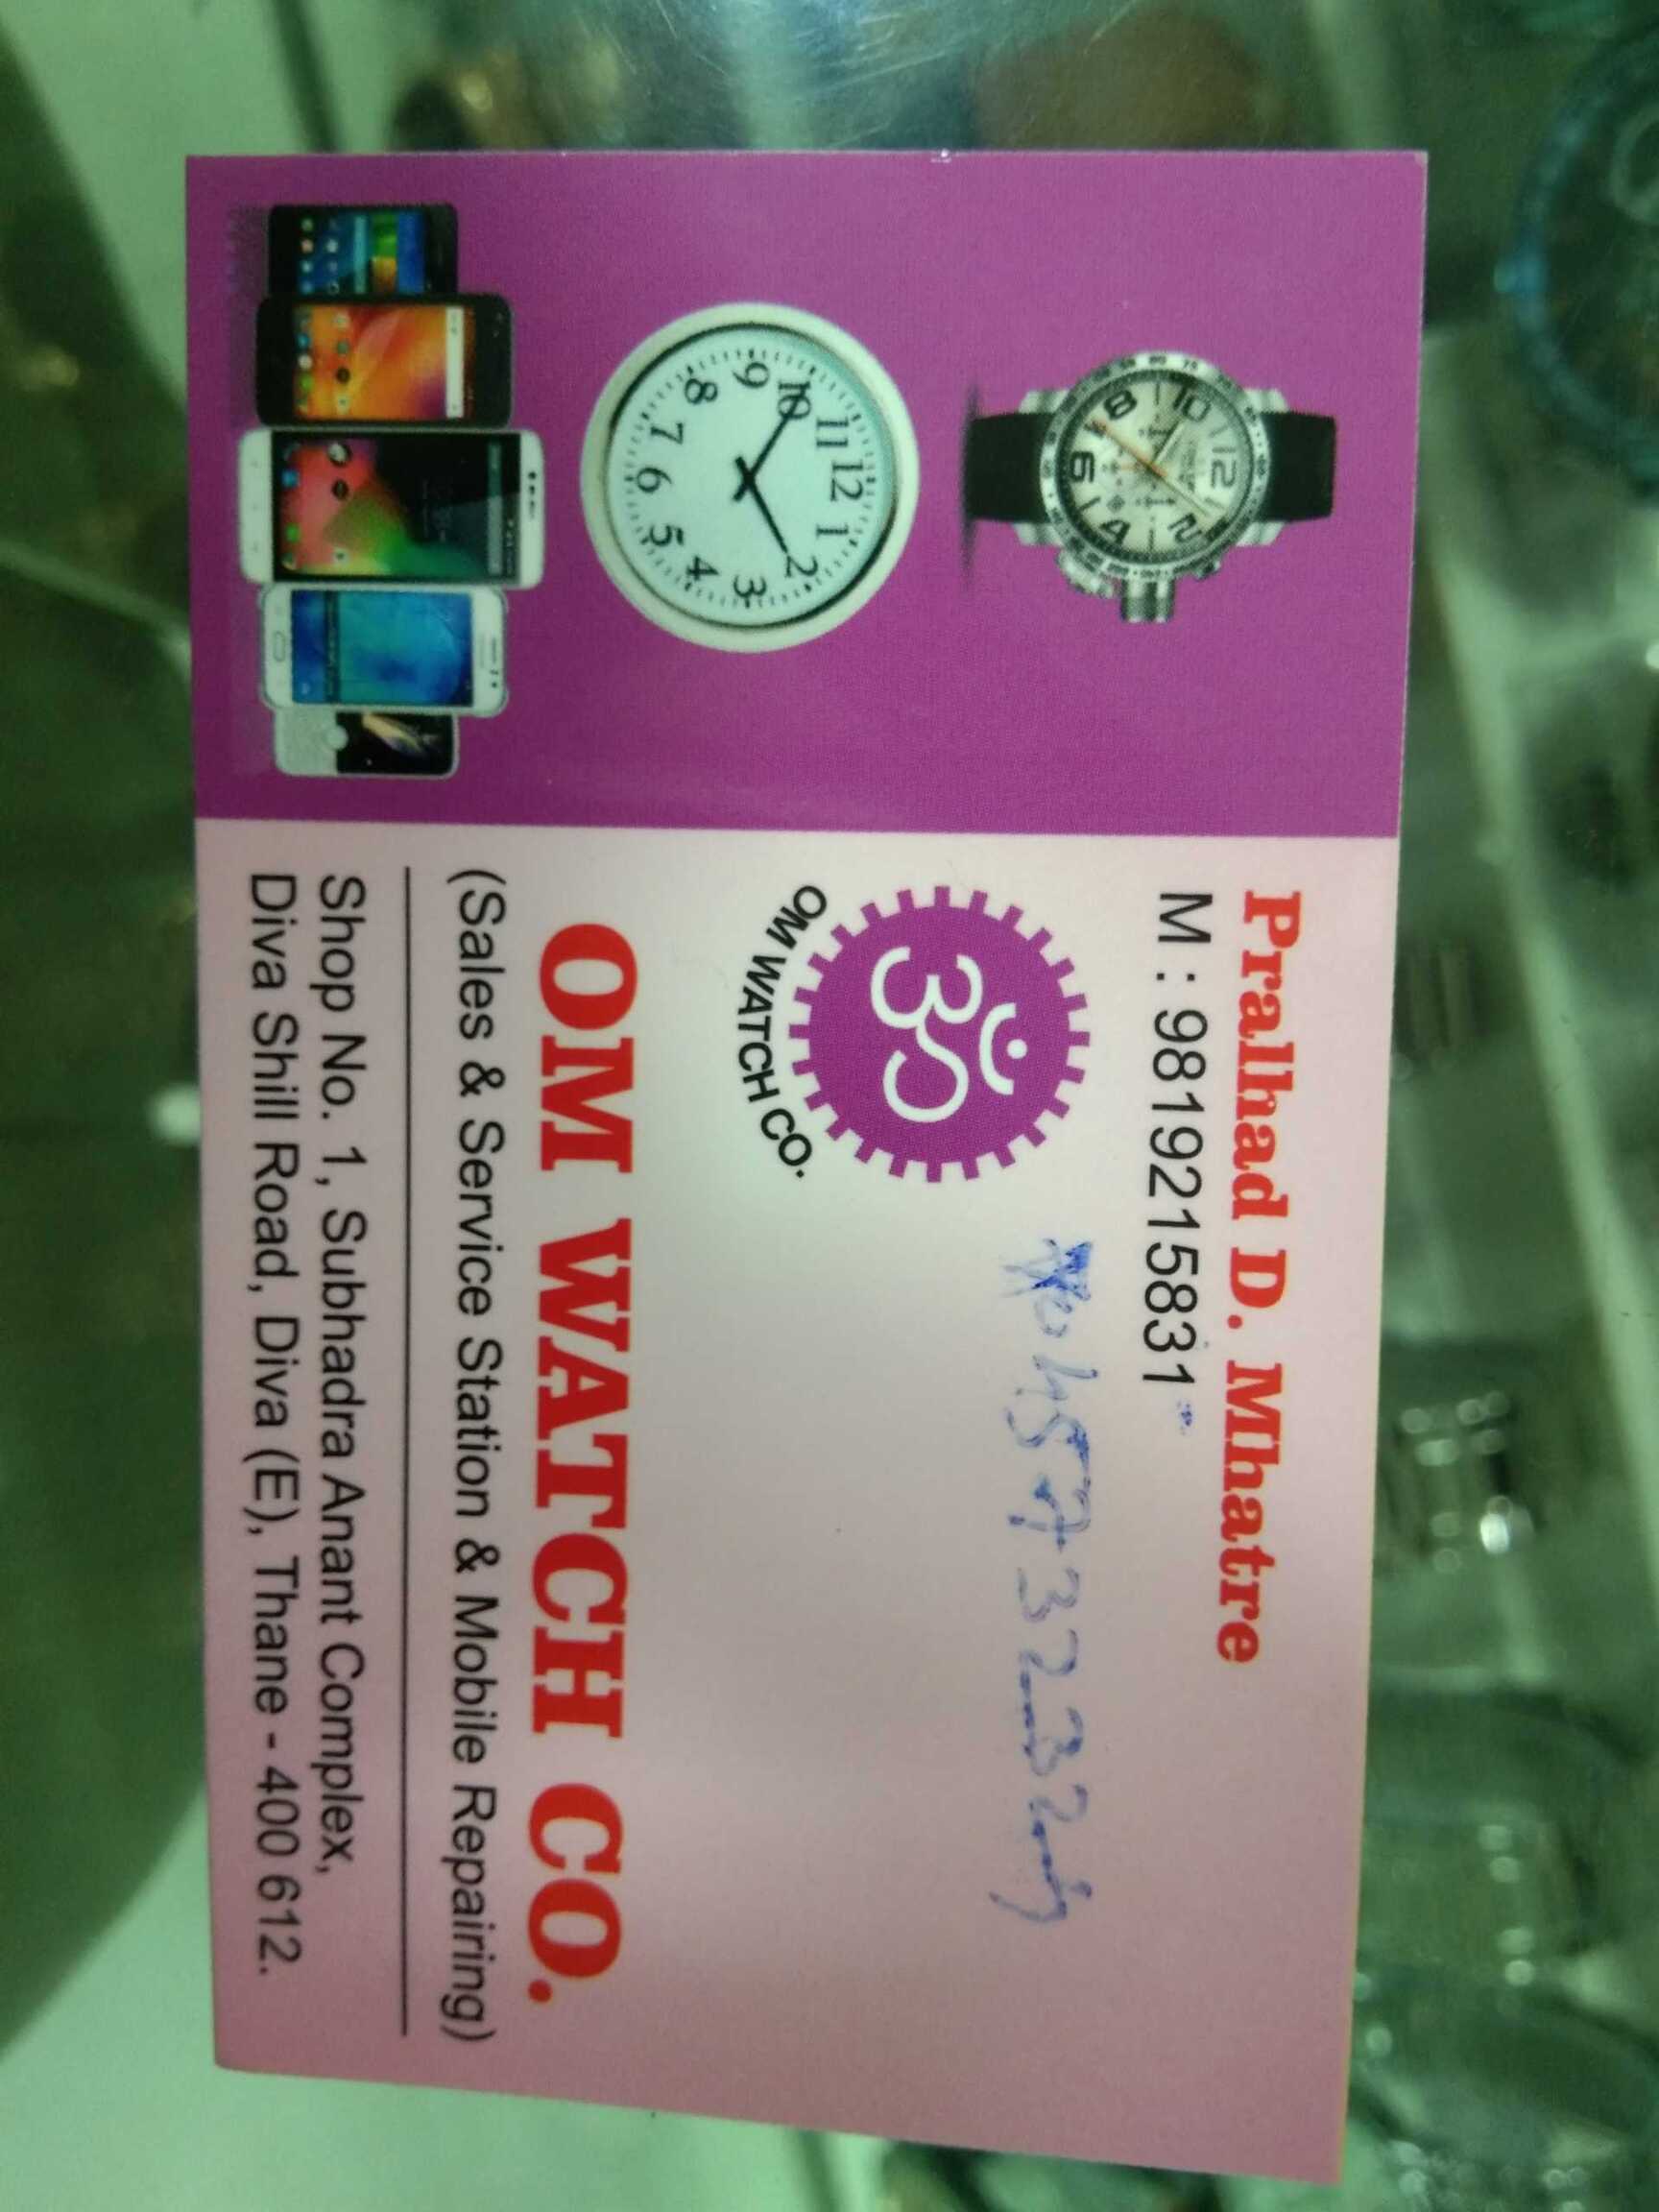 Pralhad D. Mhatre
M : 9819215831
ॐ
OM WATCH CO.
OM WATCH CO.
(Sales & Service Station & Mobile Repairing)
Shop No. 1, Subhadra Anant Complex,
Diva Shill Road, Diva (E), Thane - 400 612.